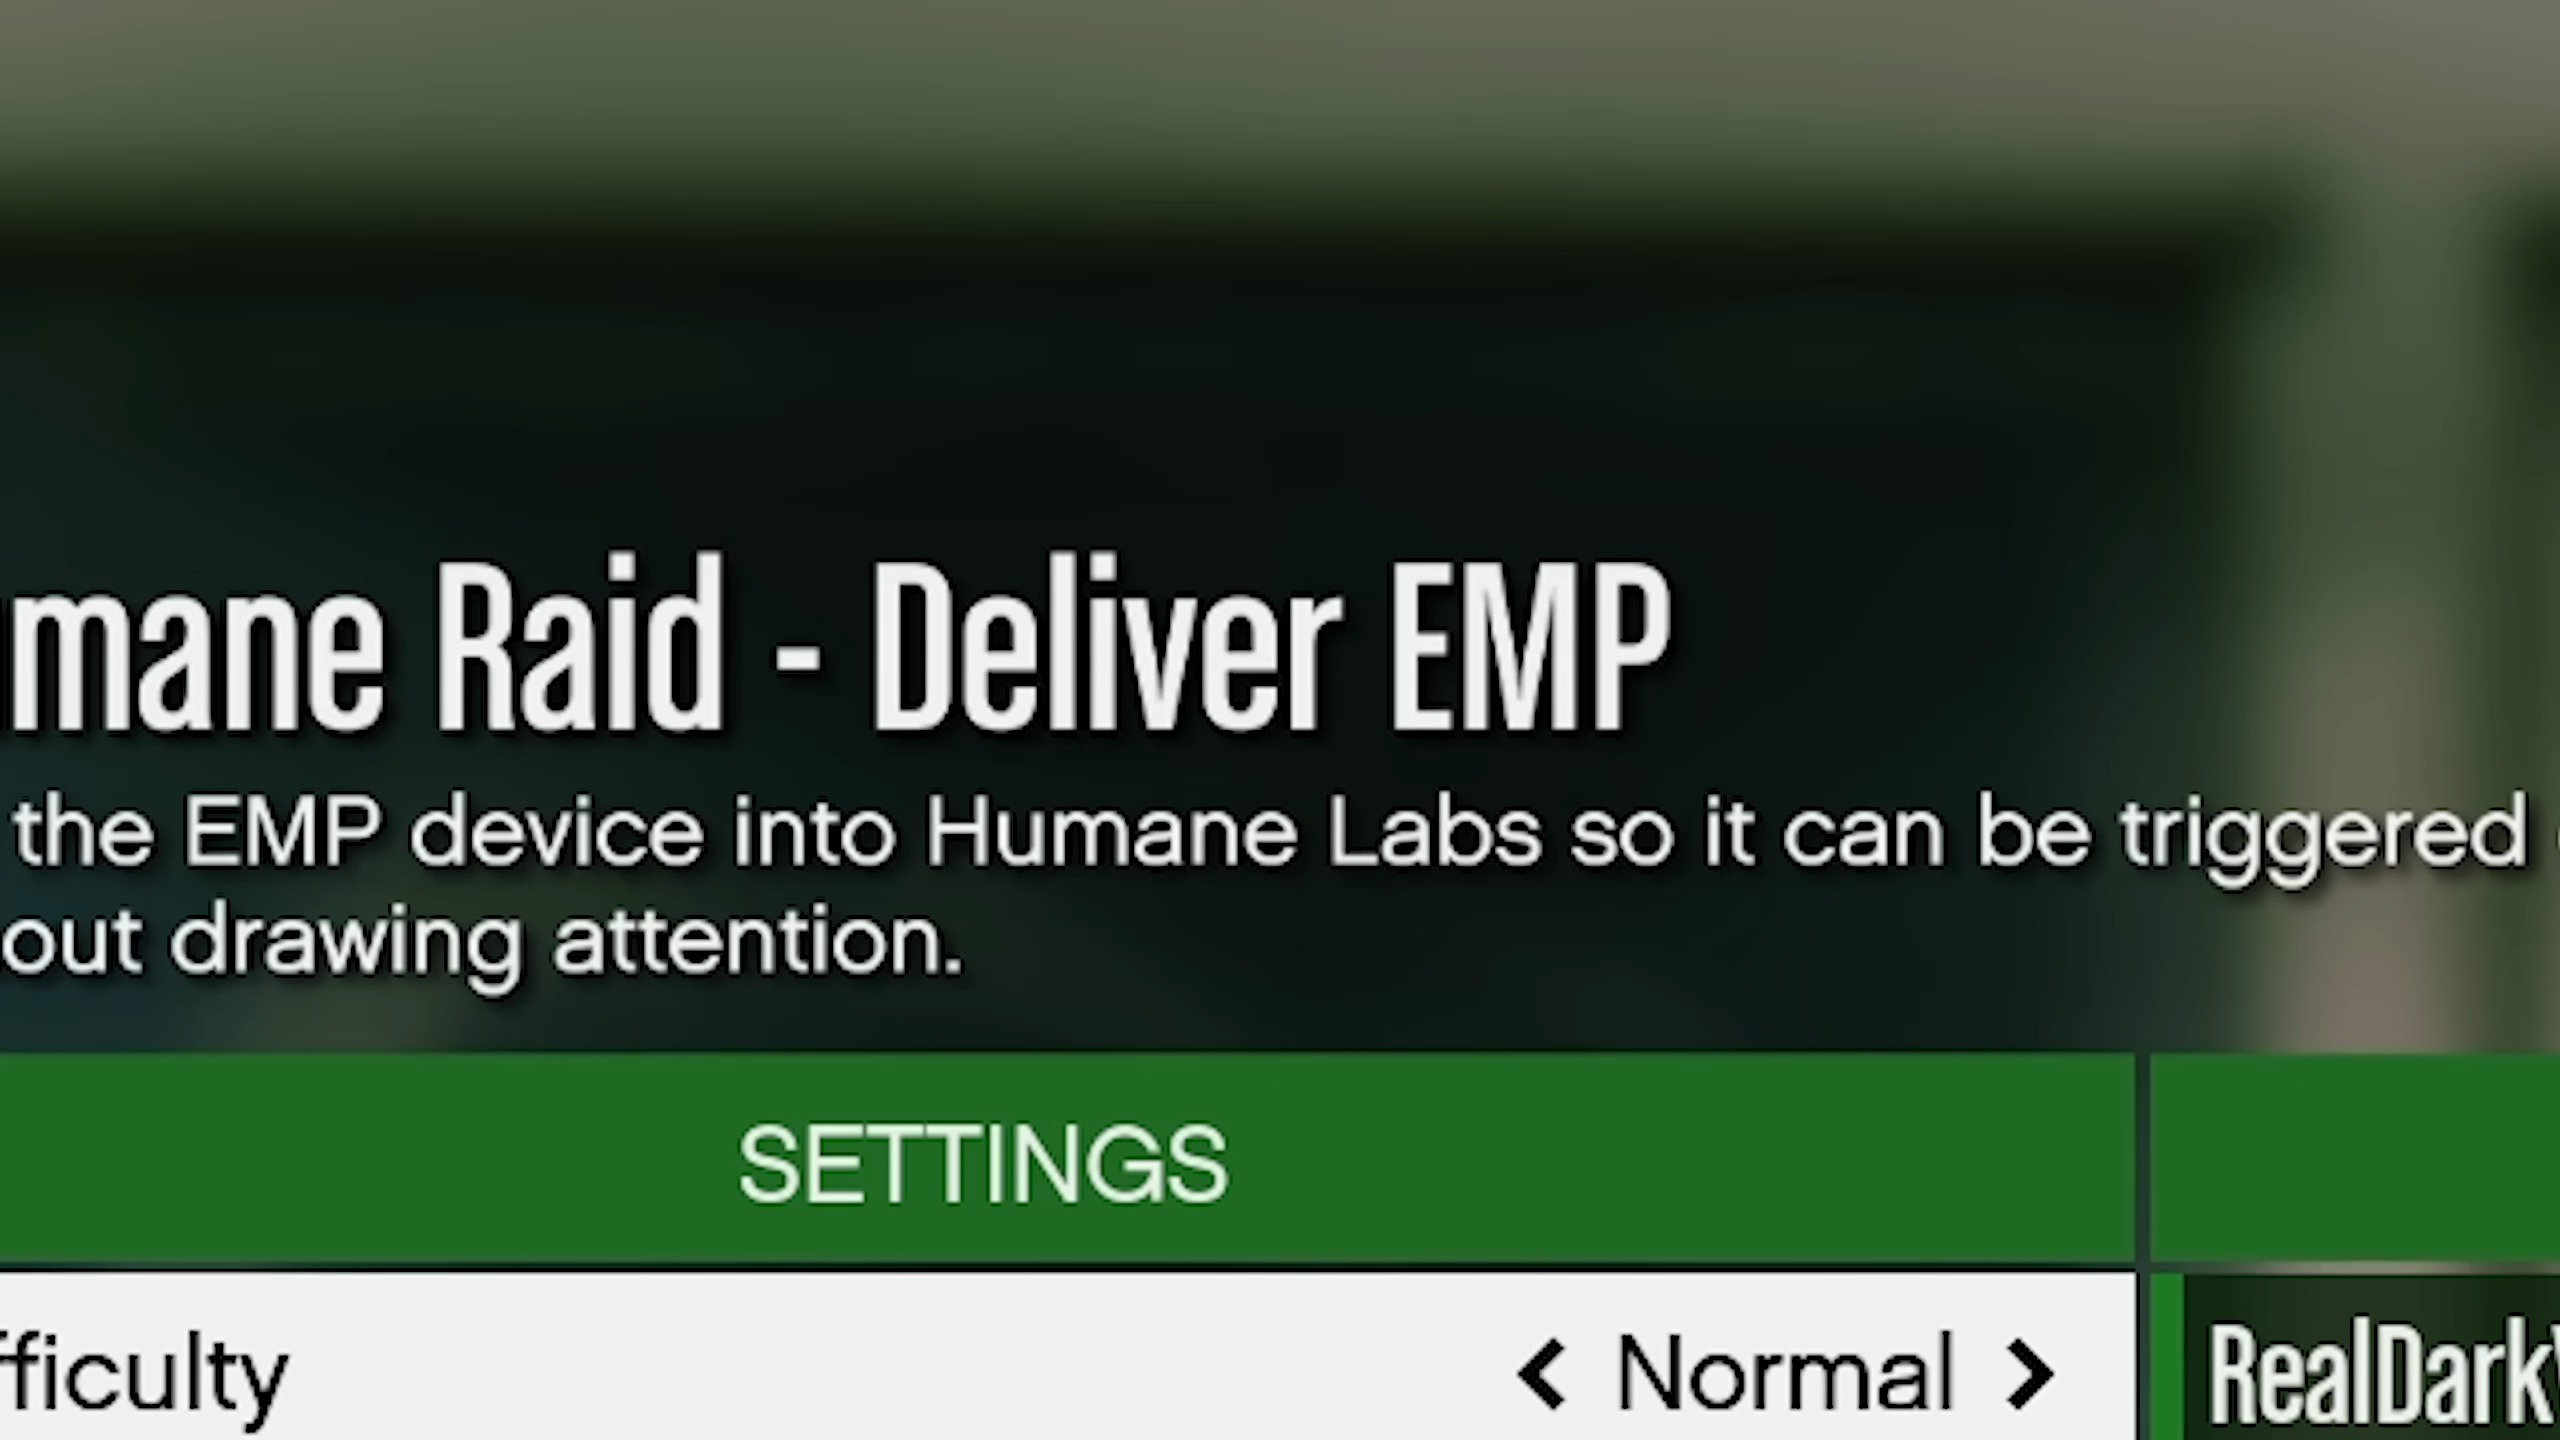 mane Raid - Deliver EMP
the EMP device into Humane Labs so it can be triggered
out drawing attention.
SETTINGS
fficulty
< Normal >
RealDark